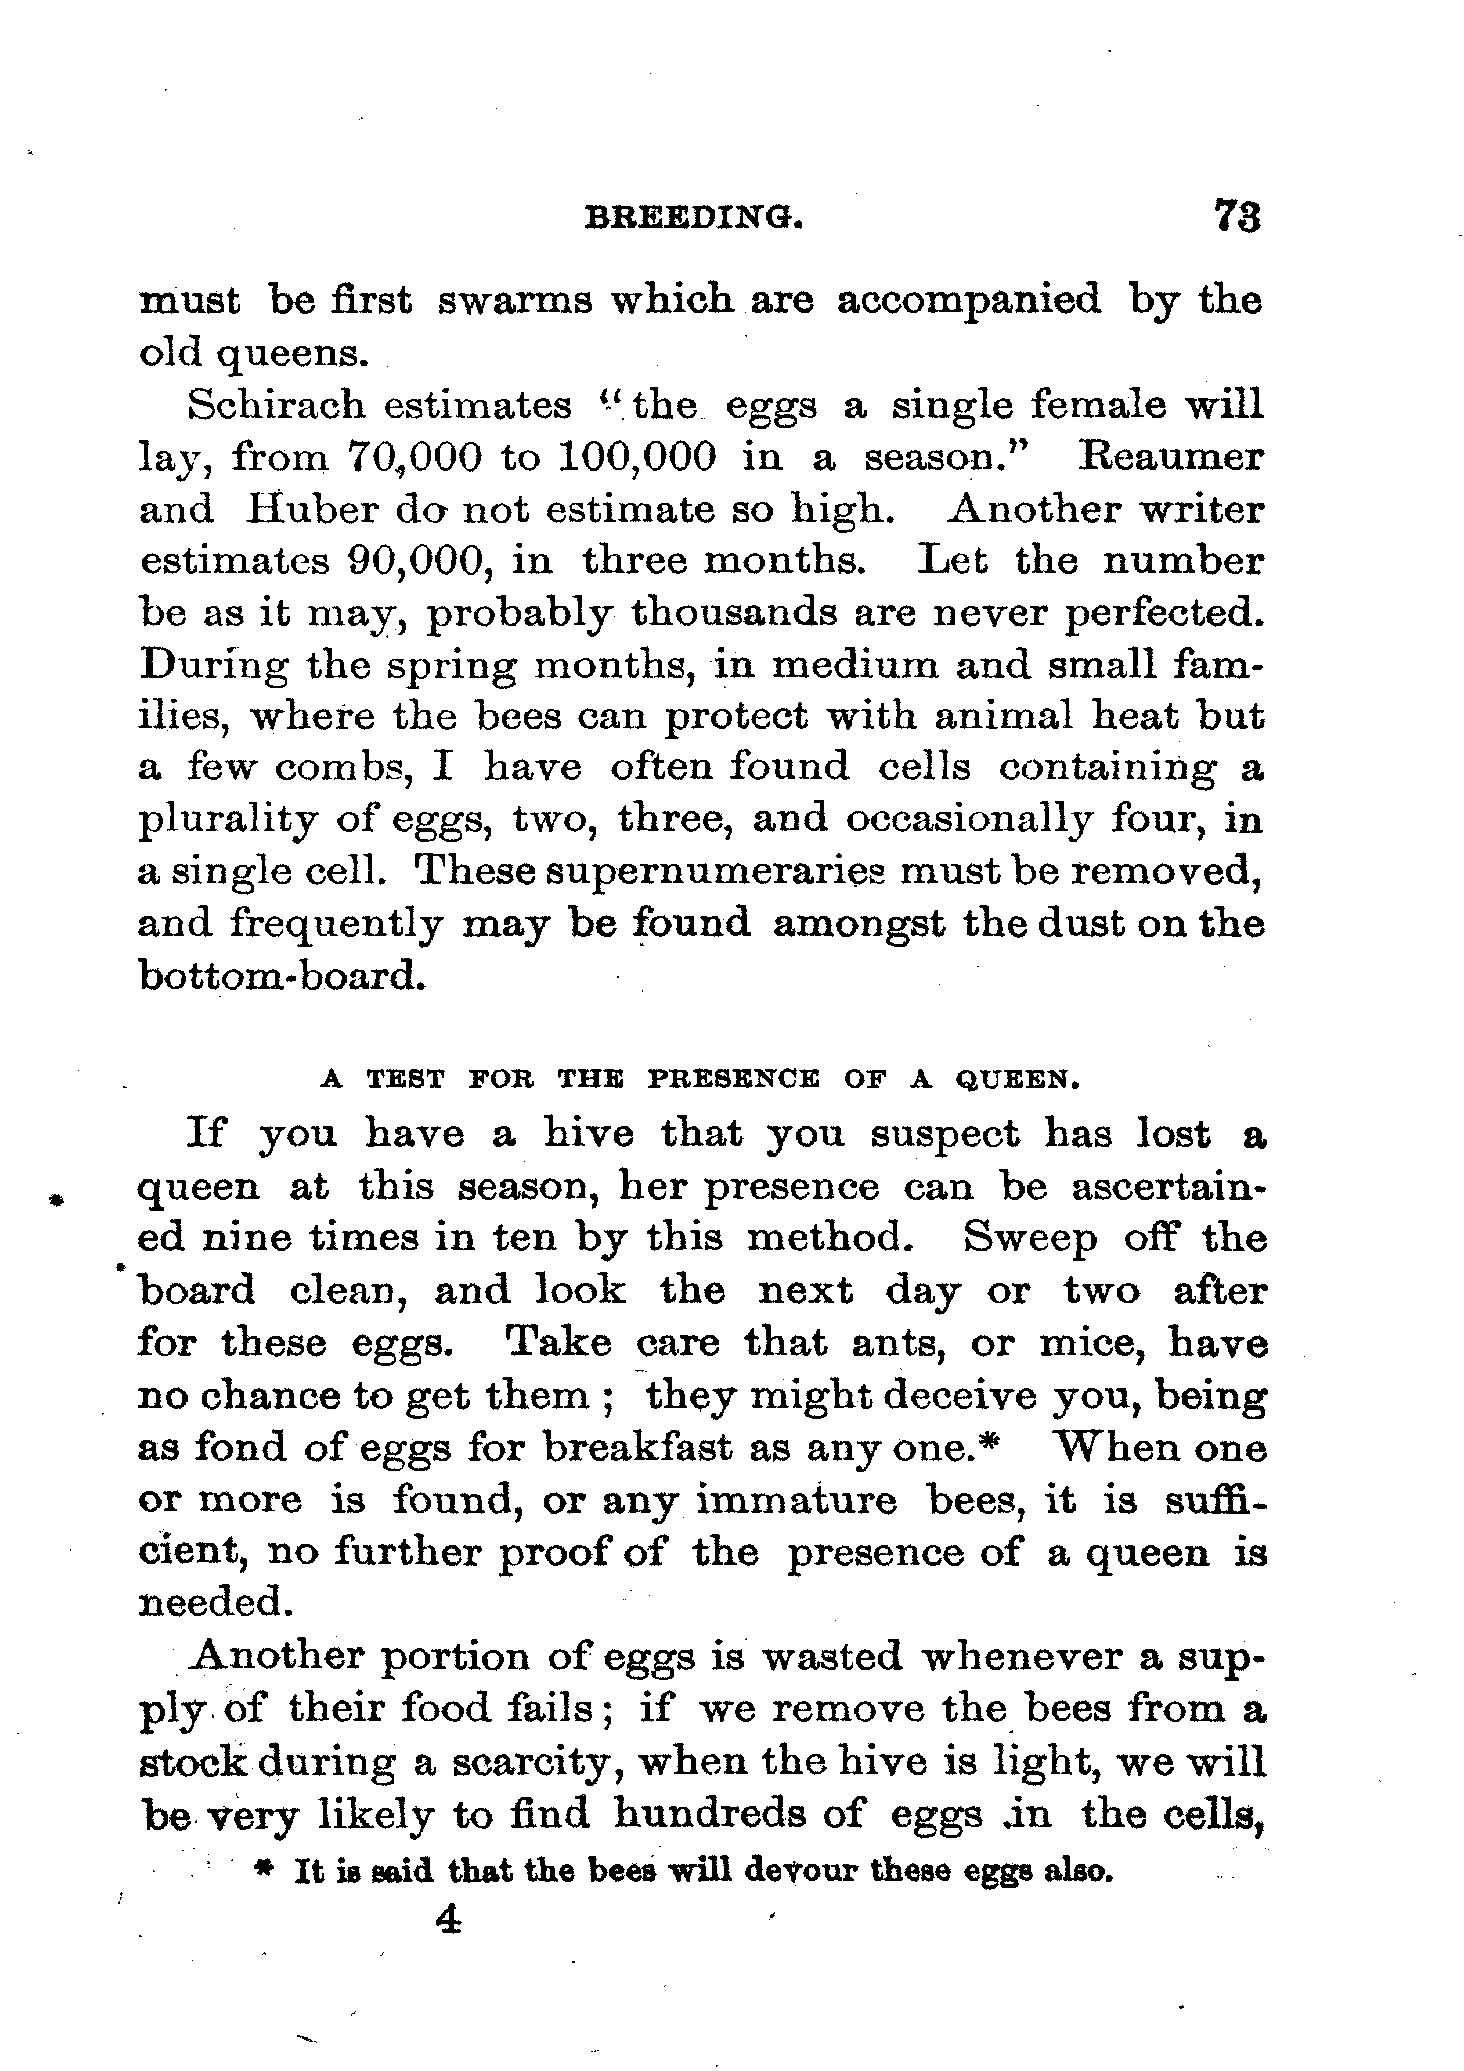 BREEDING. 73
must be first swarms which are accompanied by the
old queens.
Schirach estimates "the eggs a single female will
lay, from 70,000 to 100,000 in a season." Reaumer
and Huber do not estimate so high. Another writer
estimates 90,000, in three months. Let the number
be as it may, probably thousands are never perfected.
During the spring months, in medium and small fam-
ilies, where the bees can protect with animal heat but
a few combs, I have often found cells containing a
plurality of eggs, two, three, and occasionally four, in
a single cell. These supernumeraries must be removed,
and frequently may be found amongst the dust on the
bottom-board.
A TEST FOR THE PRESENCE OF A QUEEN.
If you have a hive that you suspect has lost a
queen at this season, her presence can be ascertain-
ed nine times in ten by this method. Sweep off the
board clean, and look the next day or two after
for these eggs. Take care that ants, or mice, have
no chance to get them ; they might deceive you, being
as fond of eggs for breakfast as any one.* When one
or more is found, or any immature bees, it is suffi-
cient, no further proof of the presence of a queen is
needed.
Another portion of eggs is wasted whenever a sup-
ply of their food fails; if we remove the bees from a
stock during a scarcity, when the hive is light, we will
be very likely to find hundreds of eggs in the cells,
* It is said that the bees will devour these eggs also.
4